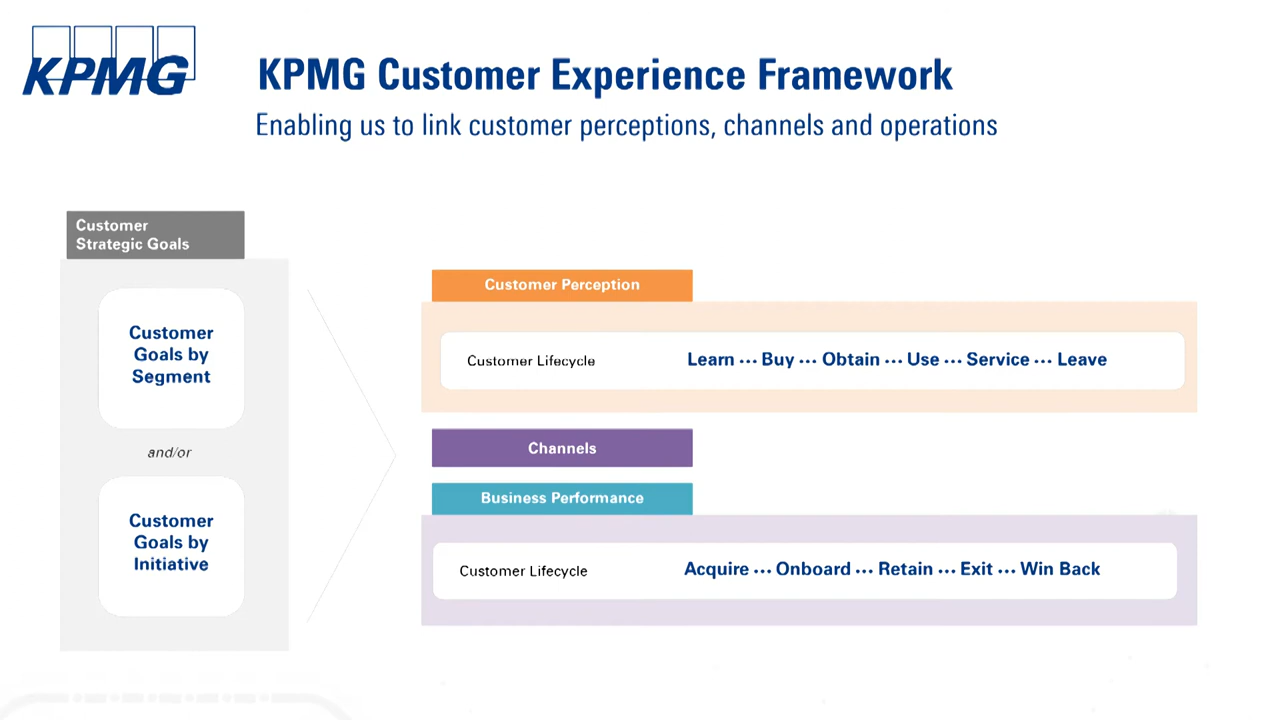 KPMG
KPMG Customer Experience Framework
Enabling us to link customer perceptions, channels and operations
Customer
Strategic Goals
Customer
Goals by
Segment
and/or
Customer
Goals by
Initiative
Customer Perception
Customer Lifecycle
Learn ... Buy ... Obtain ... Use ... Service ... Leave
Channels
Business Performance
Customer Lifecycle
Acquire ... Onboard ... Retain ... Exit ... Win Back